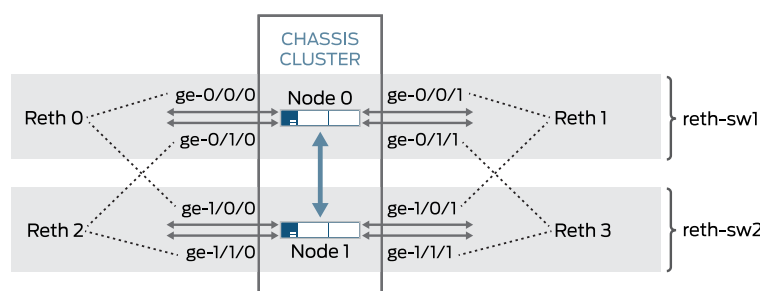 CHASSIS
CLUSTER
ge-0/0/0
Node 0
ge-0/0/1
Reth 0
Reth 1
reth-sw1
ge-0/1/0
ge-0/1/1
ge-1/0/0
ge-1/0/1
Reth 2
Reth 3
reth-sw2
ge-1/1/0
Node 1
ge-1/1/1